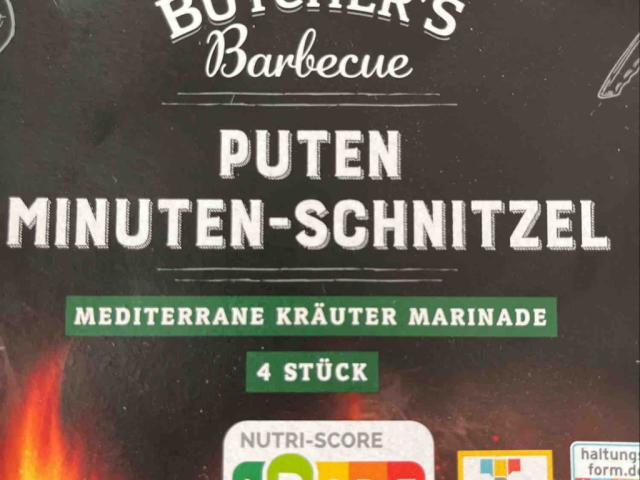 BUTCHER'S
Barbecue
PUTEN
MINUTEN-SCHNITZEL
MEDITERRANE KRÄUTER MARINADE
4 STÜCK
NUTRI-SCORE
haltungs
form.de